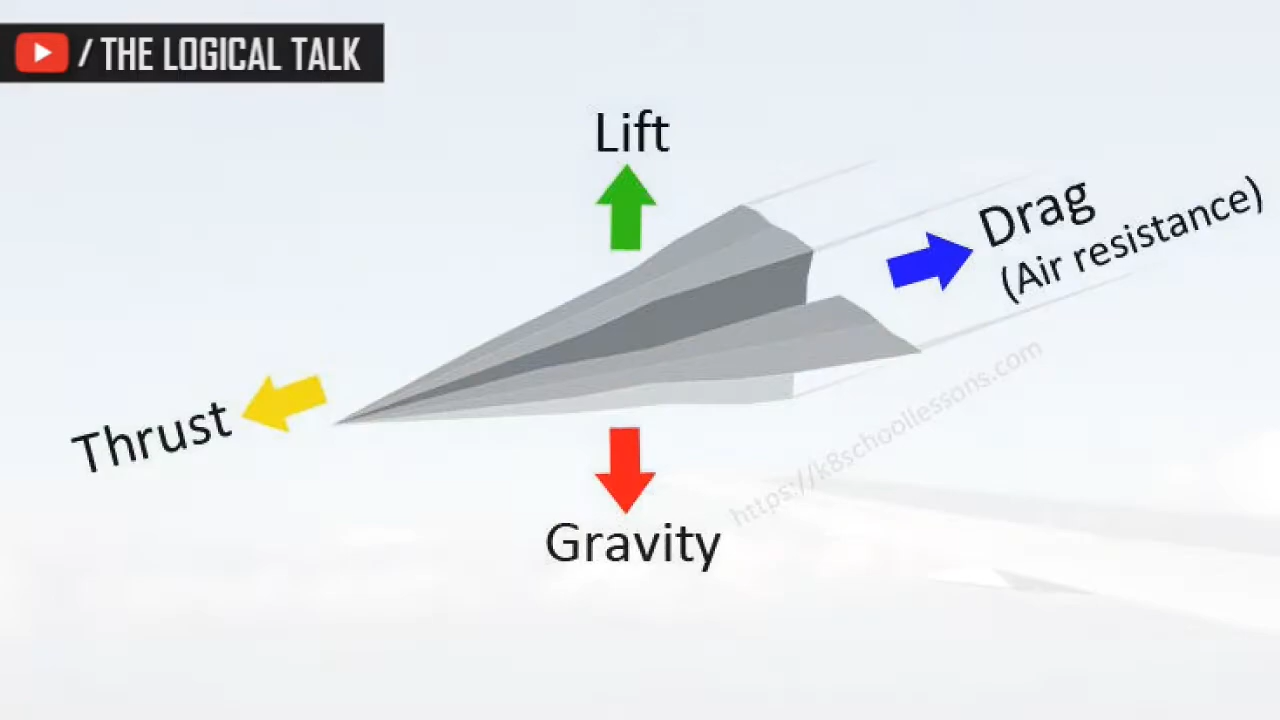 / THE LOGICAL TALK
Lift
Drag
(Air resistance)
Thrust
https://k8schoollessons.com
Gravity